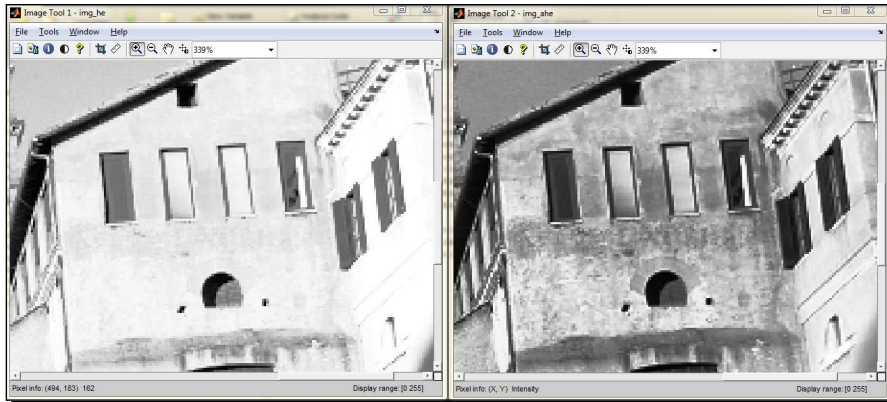 Image Tool 1 - img_he
File Tools Window Help
339%
Pixel info: (494, 183) 162
Display range: [0 255]
Image Tool 2 - img_ahe
File Tools Window Help
339%
Pixel info: (X, Y) Intensity
Display range: [0 255]